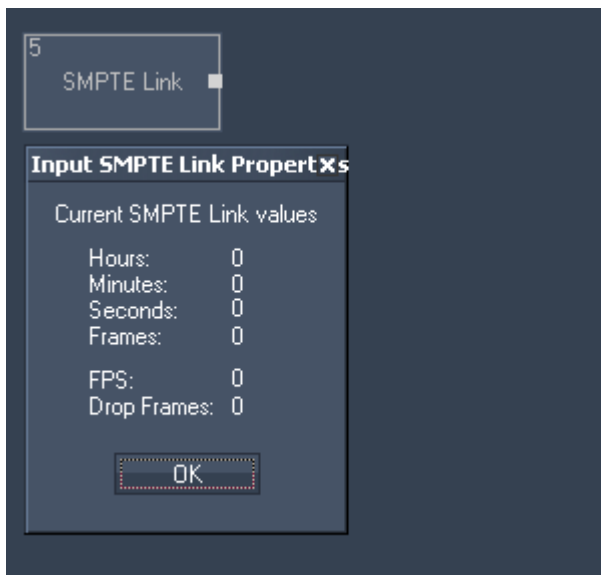 5
SMPTE Link
Input SMPTE Link Propert x s
Current SMPTE Link values
Hours: 0
Minutes: 0
Seconds: 0
Frames: 0
FPS: 0
Drop Frames: 0
OK